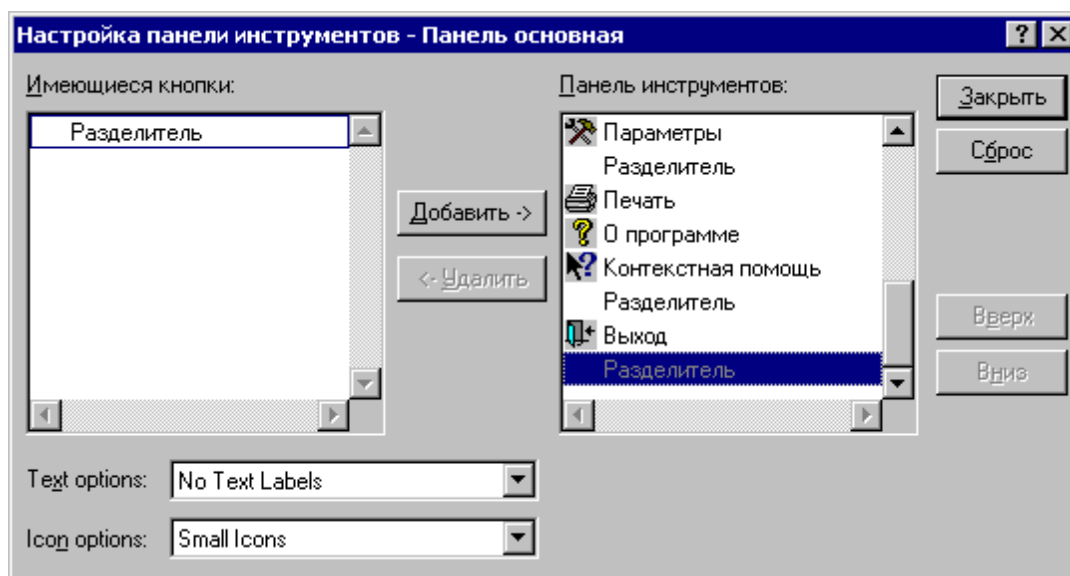 Настройка панели инструментов - Панель основная
Имеющиеся кнопки:
Разделитель
Добавить ->
<- Удалить
Панель инструментов:
Параметры
Разделитель
Печать
О программе
Контекстная помощь
Разделитель
Выход
Разделитель
Закрыть
Сброс
Вверх
Вниз
Text options:
No Text Labels
Icon options:
Small Icons